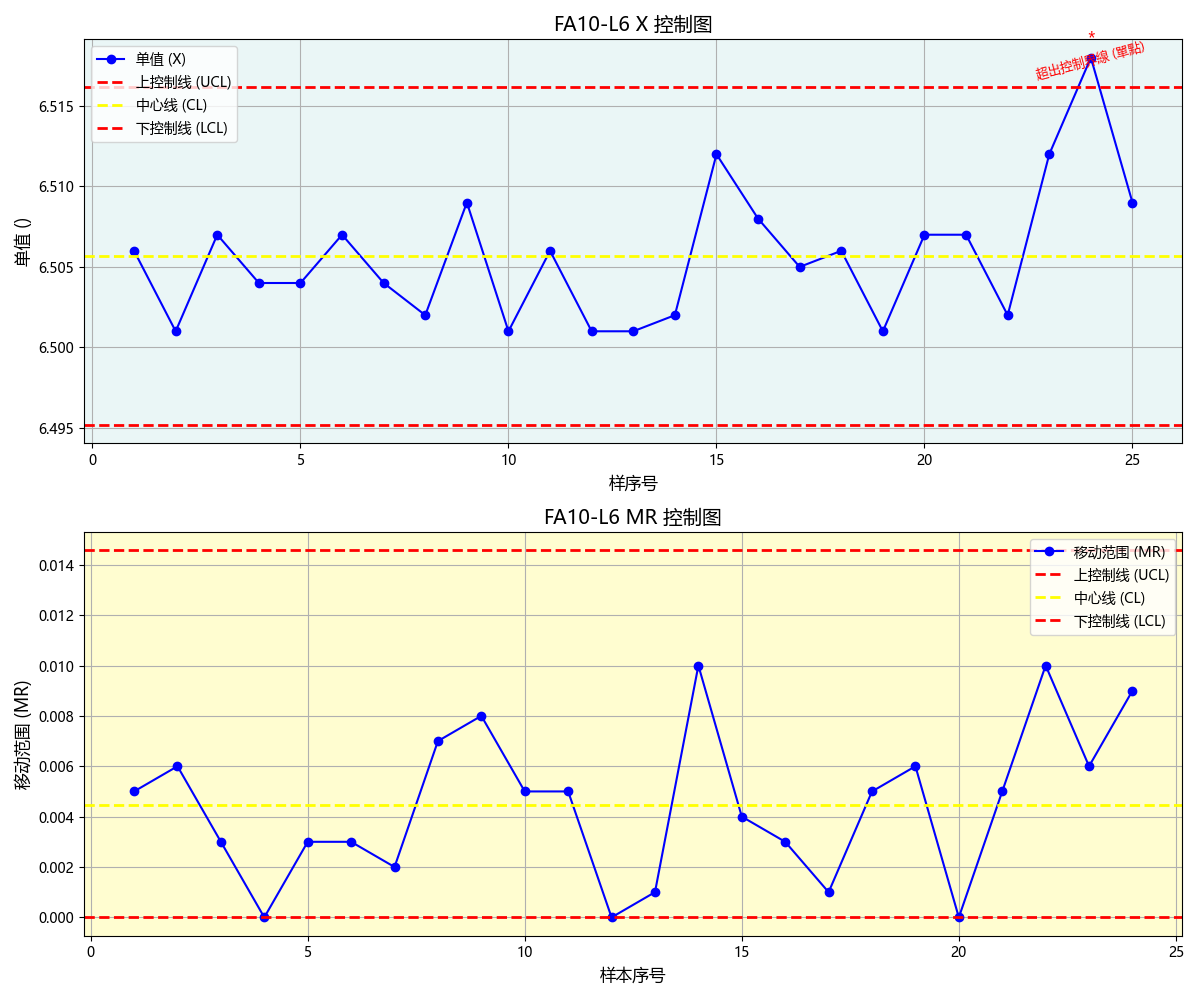 FA10-L6 X 控制图
*
超出控制界線 (單點)
单值 (X)
上控制线 (UCL)
中心线 (CL)
下控制线 (LCL)
单值 ()
6.515
6.510
6.505
6.500
6.495
0 5 10 15 20 25
样序号
FA10-L6 MR 控制图
移动范围 (MR)
上控制线 (UCL)
中心线 (CL)
下控制线 (LCL)
移动范围 (MR)
0.014
0.012
0.010
0.008
0.006
0.004
0.002
0.000
0 5 10 15 20 25
样本序号